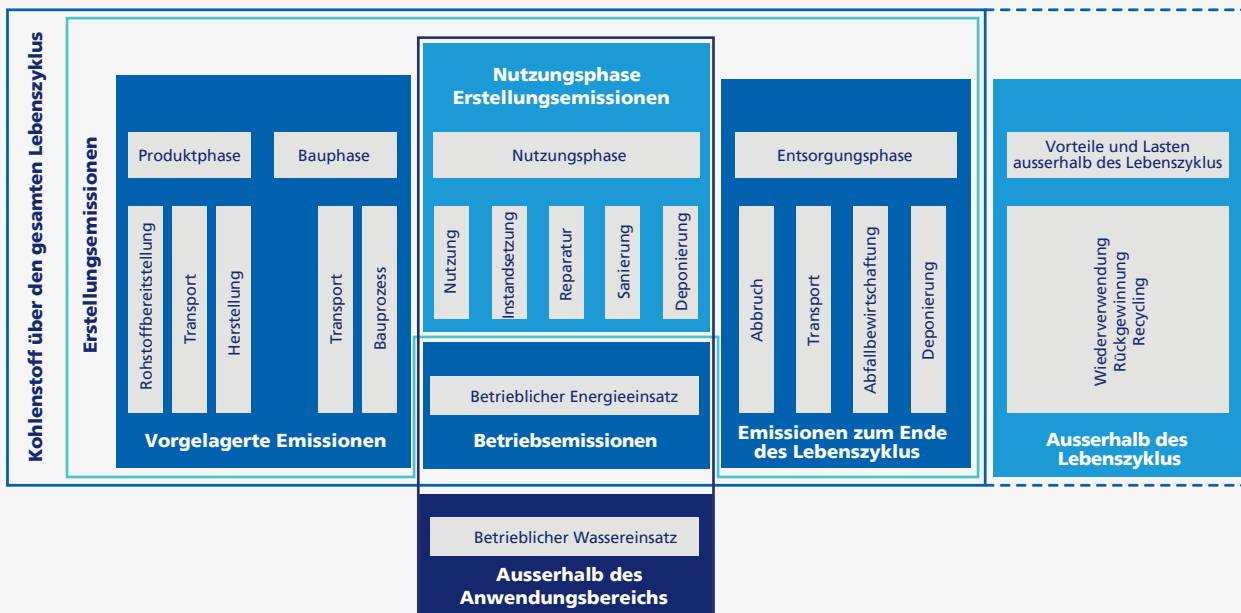 Kohlenstoff über den gesamten Lebenszyklus
Erstellungsemissionen
Produktphase
Bauphase
Rohstoffbereitstellung
Transport
Herstellung
Transport
Bauprozess
Vorgelagerte Emissionen
Nutzungsphase
Erstellungsemissionen
Nutzungsphase
Nutzung
Instandsetzung
Reparatur
Sanierung
Deponierung
Betrieblicher Energieeinsatz
Betriebsemissionen
Betrieblicher Wassereinsatz
Ausserhalb des
Anwendungsbereichs
Entsorgungsphase
Abbruch
Transport
Abfallbewirtschaftung
Deponierung
Emissionen zum Ende
des Lebenszyklus
Vorteile und Lasten
ausserhalb des Lebenszyklus
Wiederverwendung
Rückgewinnung
Recycling
Ausserhalb des
Lebenszyklus